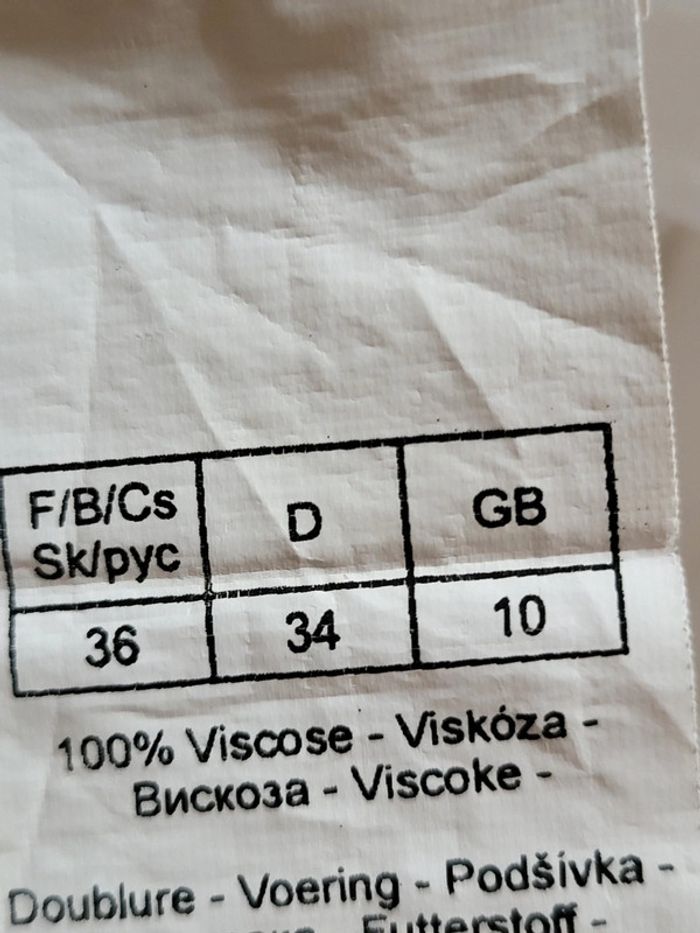 F/B/Cs D GB
Sk/рус
36 34 10
100% Viscose - Viskóza -
Вискоза - Viscoke -
Doublure - Voering - Podšívka -
Futterstoff -